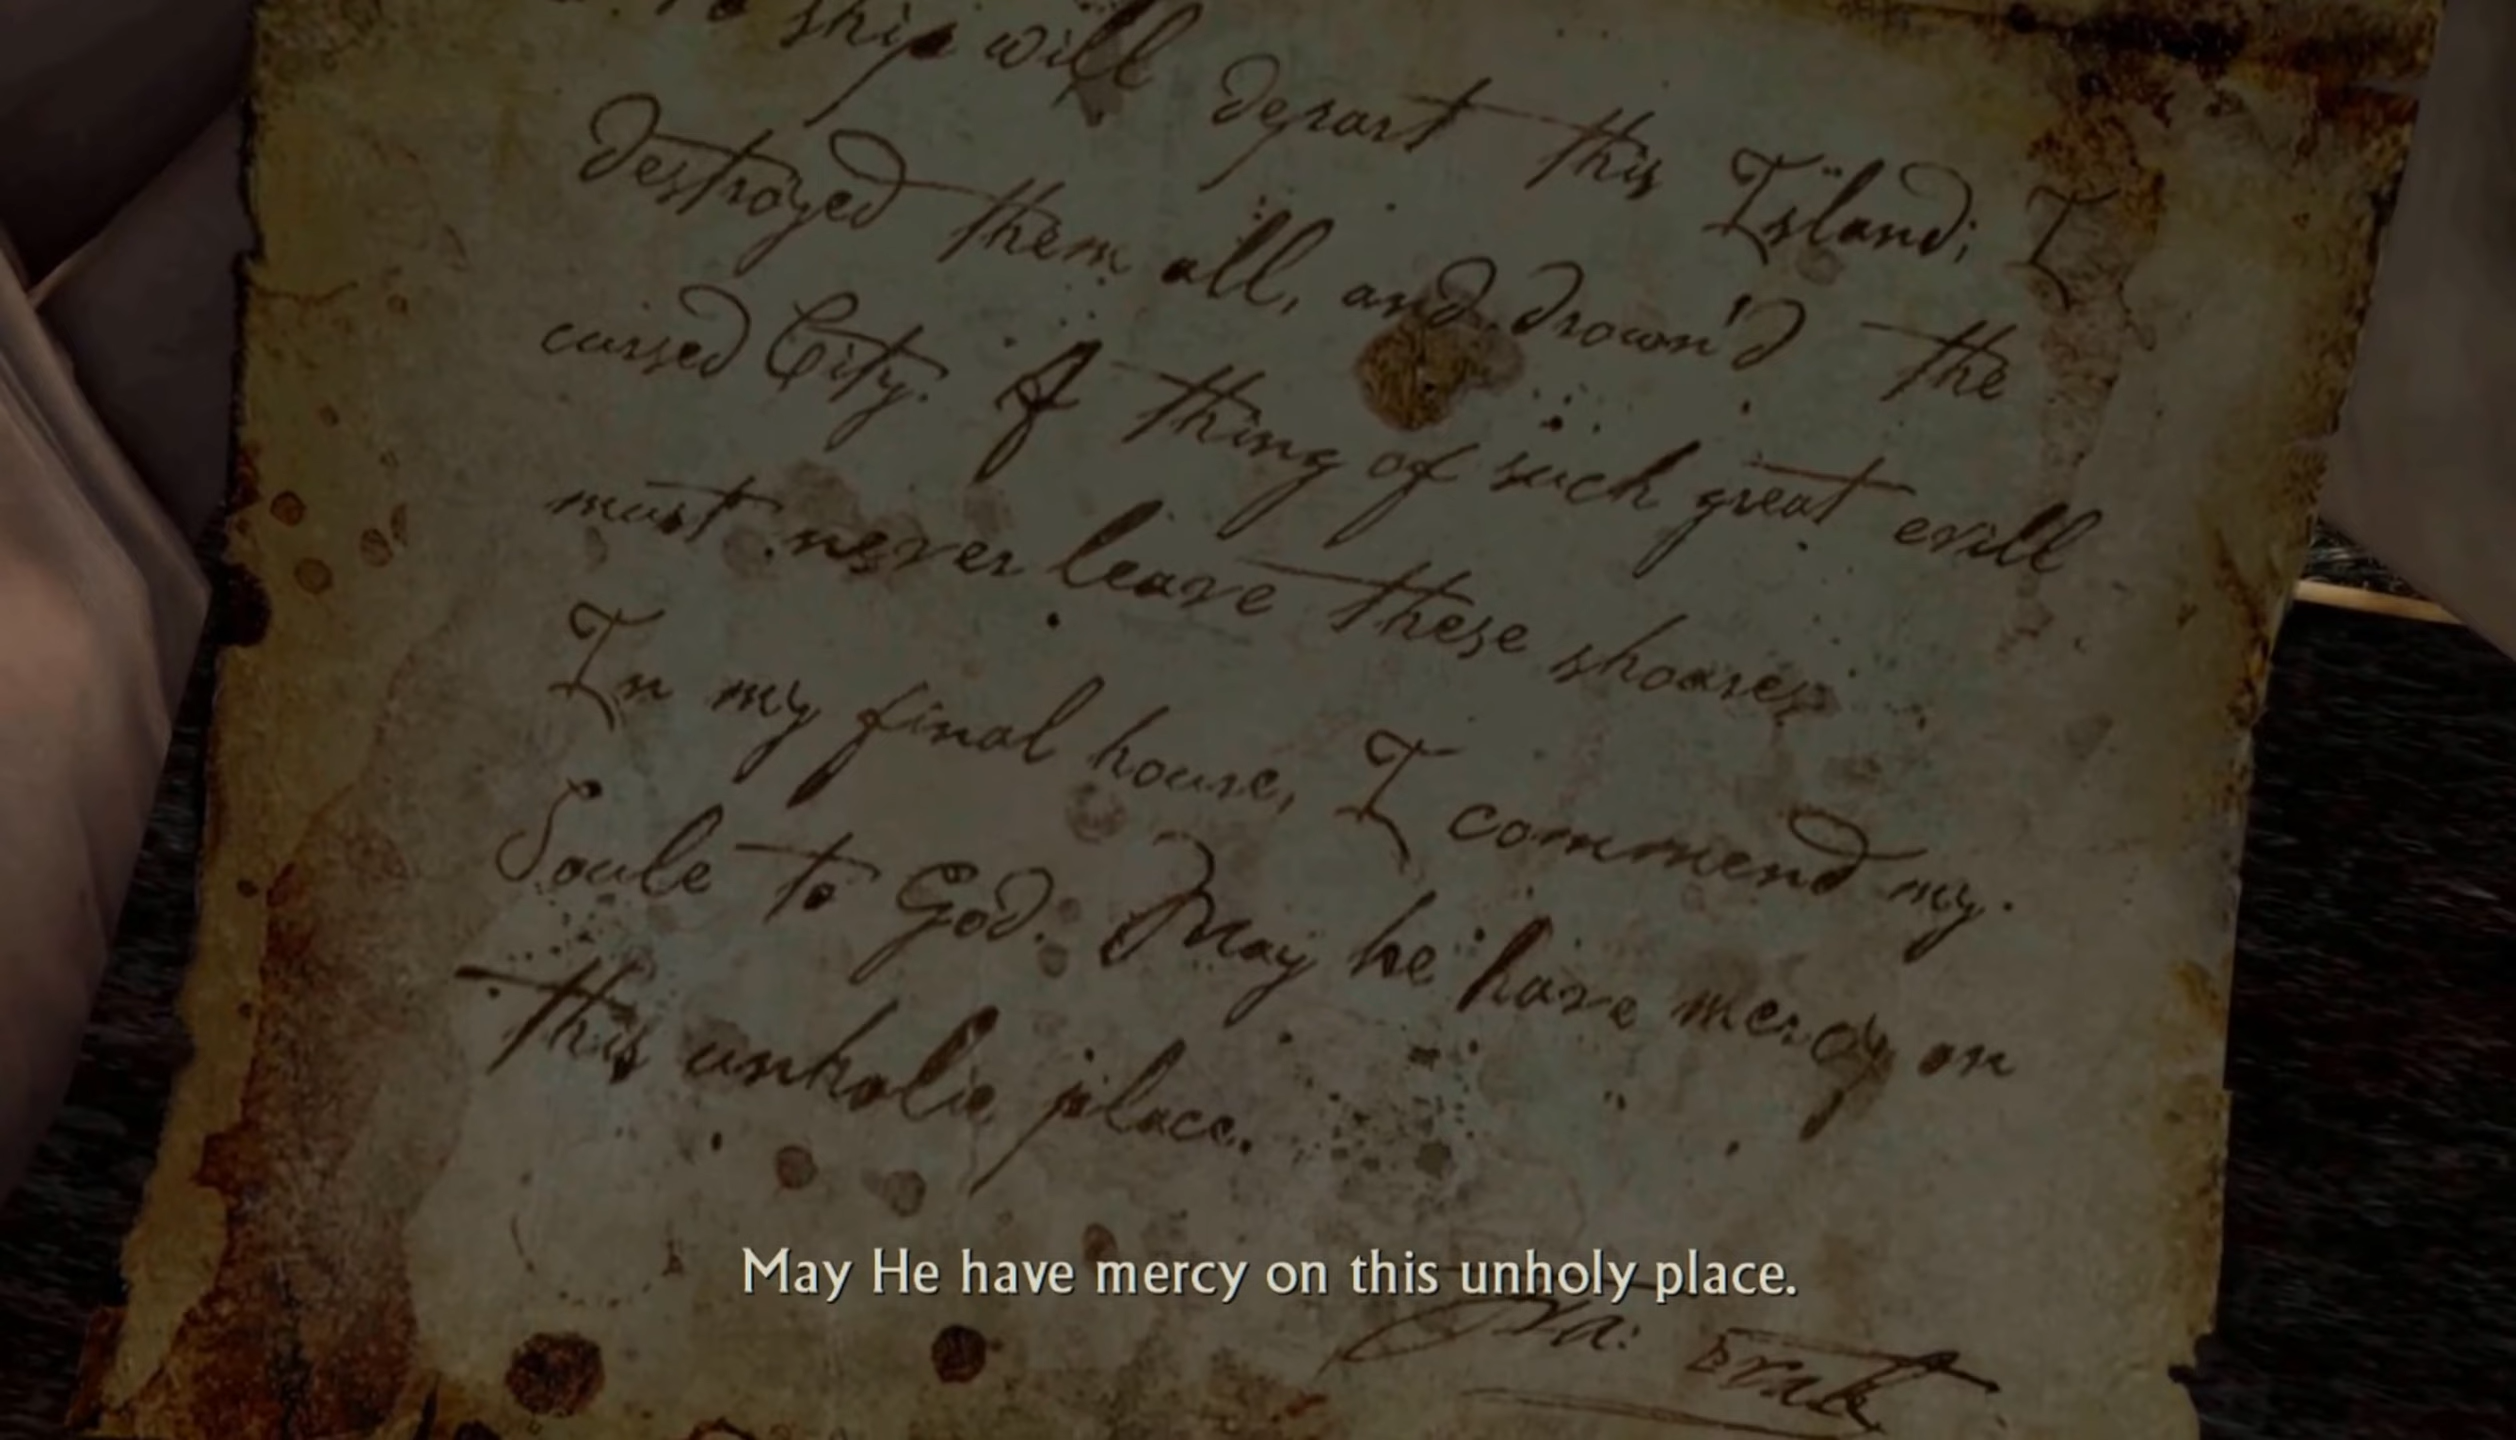 ship will depart this Island; I
destroyed them all, and drown'd the
cursed City. A thing of such great evill
must never leave these shoares
In my final houre, I commend my
Soule to God. May he have mercy on
this unholie place.
May He have mercy on this unholy place.
Fra: Drak